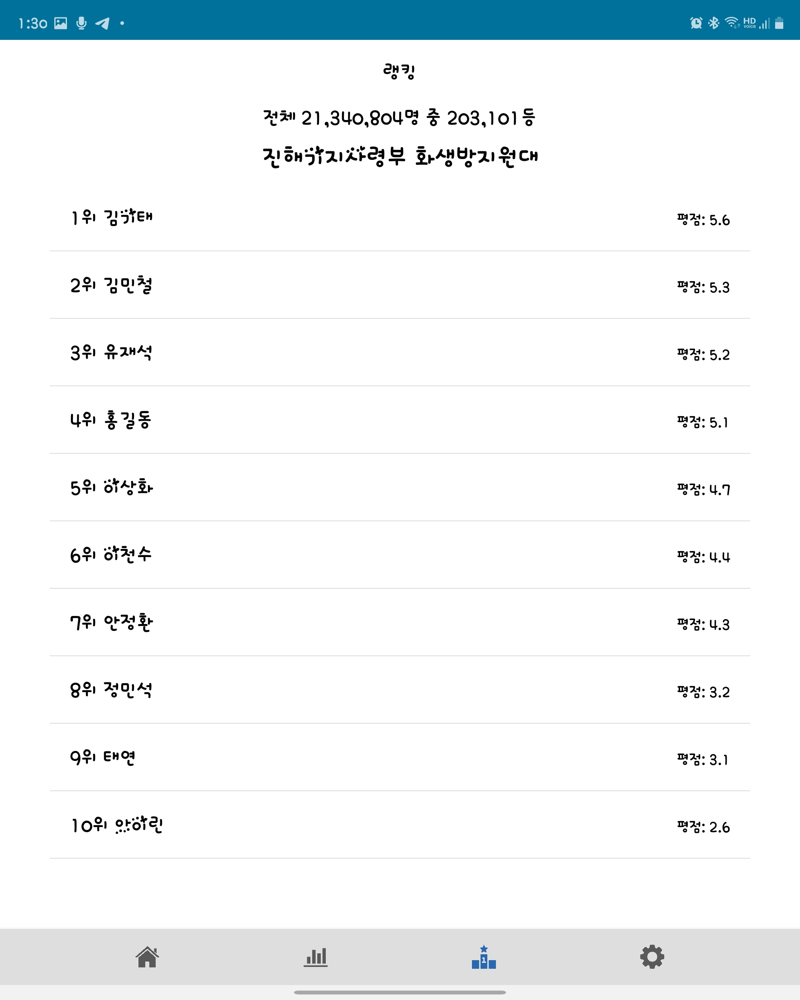 1:30
HD
voice
랭킹
전체 21,340,804명 중 203,101등
진해기지사령부 화생방지원대
1위 김기태 평점: 5.6
2위 김민철 평점: 5.3
3위 유재석 평점: 5.2
4위 홍길동 평점: 5.1
5위 이상화 평점: 4.7
6위 이천수 평점: 4.4
7위 안정환 평점: 4.3
8위 정민석 평점: 3.2
9위 태연 평점: 3.1
10위 아이린 평점: 2.6
1